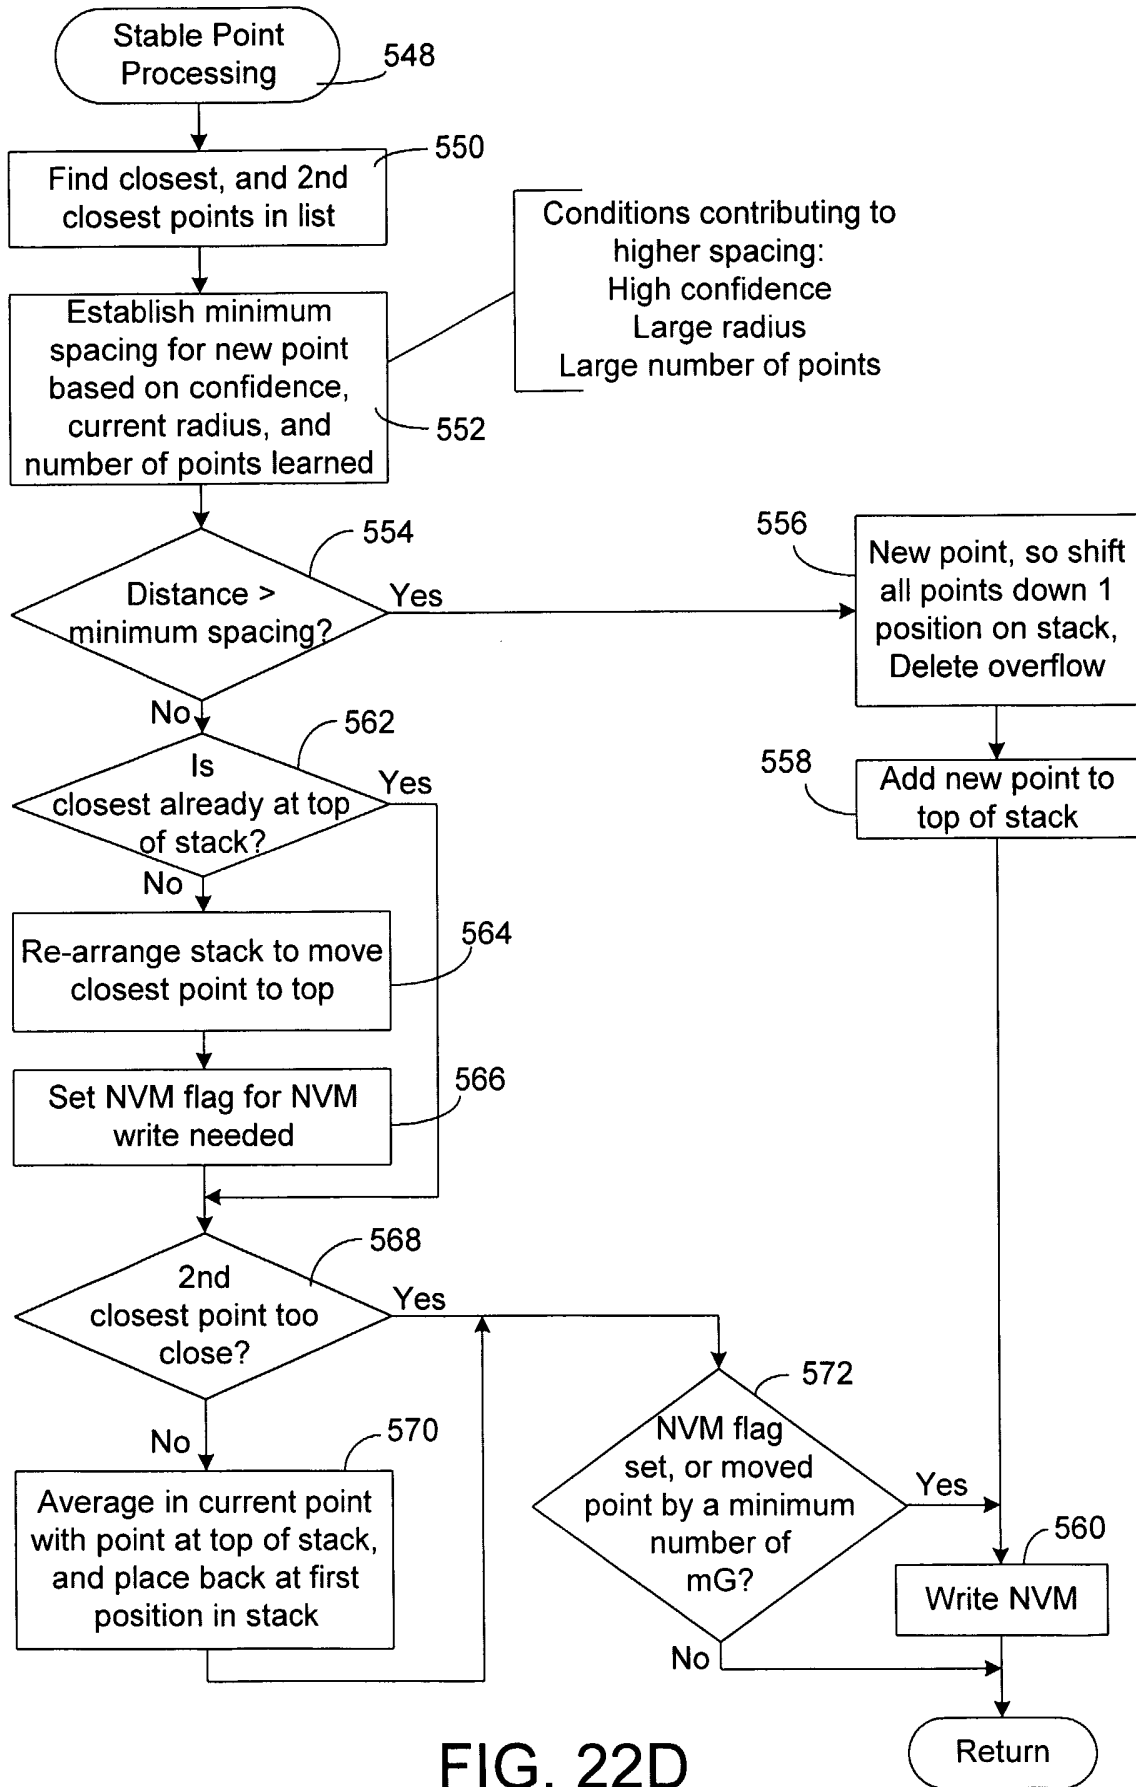 Stable Point
Processing
548
550
Find closest, and 2nd
closest points in list
Conditions contributing to
higher spacing:
High confidence
Large radius
Large number of points
Establish minimum
spacing for new point
based on confidence,
current radius, and
number of points learned
552
554
Distance >
minimum spacing?
Yes
No
556
New point, so shift
all points down 1
position on stack,
Delete overflow
558
Add new point to
top of stack
562
Is
closest already at top
of stack?
Yes
No
Re-arrange stack to move
closest point to top
564
Set NVM flag for NVM
write needed
566
568
2nd
closest point too
close?
Yes
No
570
Average in current point
with point at top of stack,
and place back at first
position in stack
572
NVM flag
set, or moved
point by a minimum
number of
mG?
Yes
No
560
Write NVM
Return
FIG. 22D